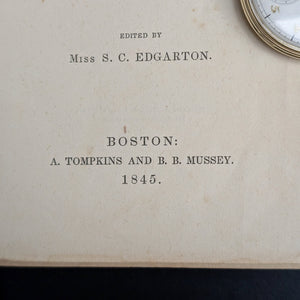 EDITED BY
MISS S. C. EDGARTON.
BOSTON:
A. TOMPKINS AND B. B. MUSSEY.
1845.